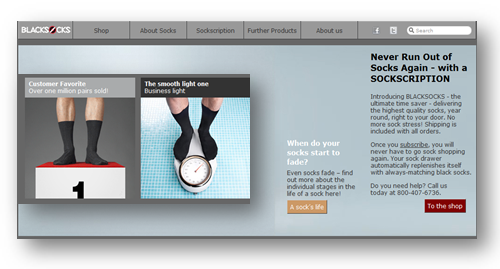 BLACKSOCKS
Shop
About Socks
Sockscription
Further Products
About us
f
t
Search
Customer Favorite
Over one million pairs sold!
The smooth light one
Business light
1
When do your
socks start to
fade?
Even socks fade – find
out more about the
individual stages in the
life of a sock here!
A sock's life
Never Run Out of
Socks Again – with a
SOCKSCRIPTION
Introducing BLACKSOCKS - the
ultimate time saver - delivering
the highest quality socks, year
round, right to your door. No
more sock stress! Shipping is
included with all orders.
Once you subscribe, you will
never have to go sock shopping
again. Your sock drawer
automatically replenishes itself
with always-matching black socks.
Do you need help? Call us
today at 800-407-6736.
To the shop